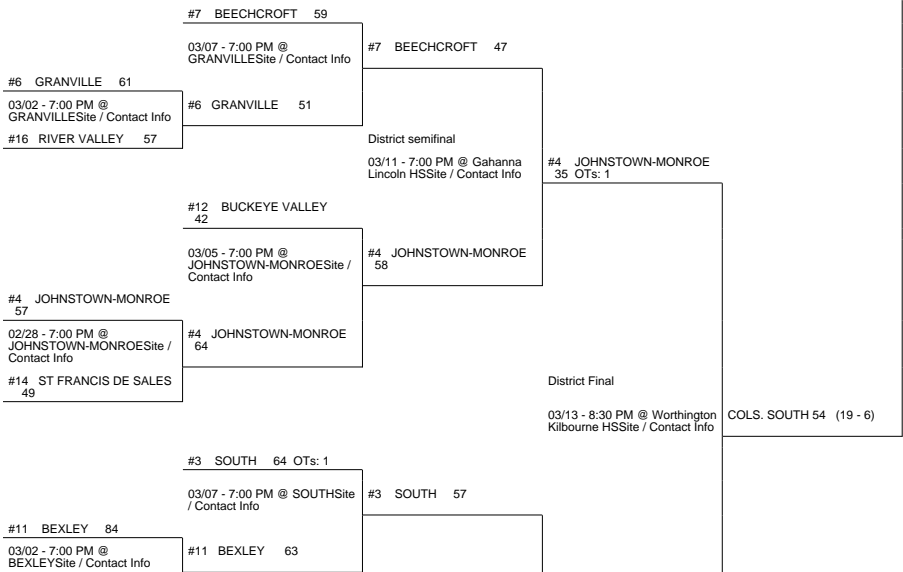 #7 BEECHCROFT 59
03/07 - 7:00 PM @
GRANVILLESite / Contact Info
#7 BEECHCROFT 47
#6 GRANVILLE 61
03/02 - 7:00 PM @
GRANVILLESite / Contact Info
#6 GRANVILLE 51
#16 RIVER VALLEY 57
District semifinal
03/11 - 7:00 PM @ Gahanna
Lincoln HSSite / Contact Info
#4 JOHNSTOWN-MONROE
35 OTs: 1
#12 BUCKEYE VALLEY
42
03/05 - 7:00 PM @
JOHNSTOWN-MONROESite /
Contact Info
#4 JOHNSTOWN-MONROE
58
#4 JOHNSTOWN-MONROE
57
02/28 - 7:00 PM @
JOHNSTOWN-MONROESite /
Contact Info
#4 JOHNSTOWN-MONROE
64
#14 ST FRANCIS DE SALES
49
District Final
03/13 - 8:30 PM @ Worthington
Kilbourne HSSite / Contact Info
COLS. SOUTH 54 (19 - 6)
#3 SOUTH 64 OTs: 1
03/07 - 7:00 PM @ SOUTHSite
/ Contact Info
#3 SOUTH 57
#11 BEXLEY 84
03/02 - 7:00 PM @
BEXLEYSite / Contact Info
#11 BEXLEY 63